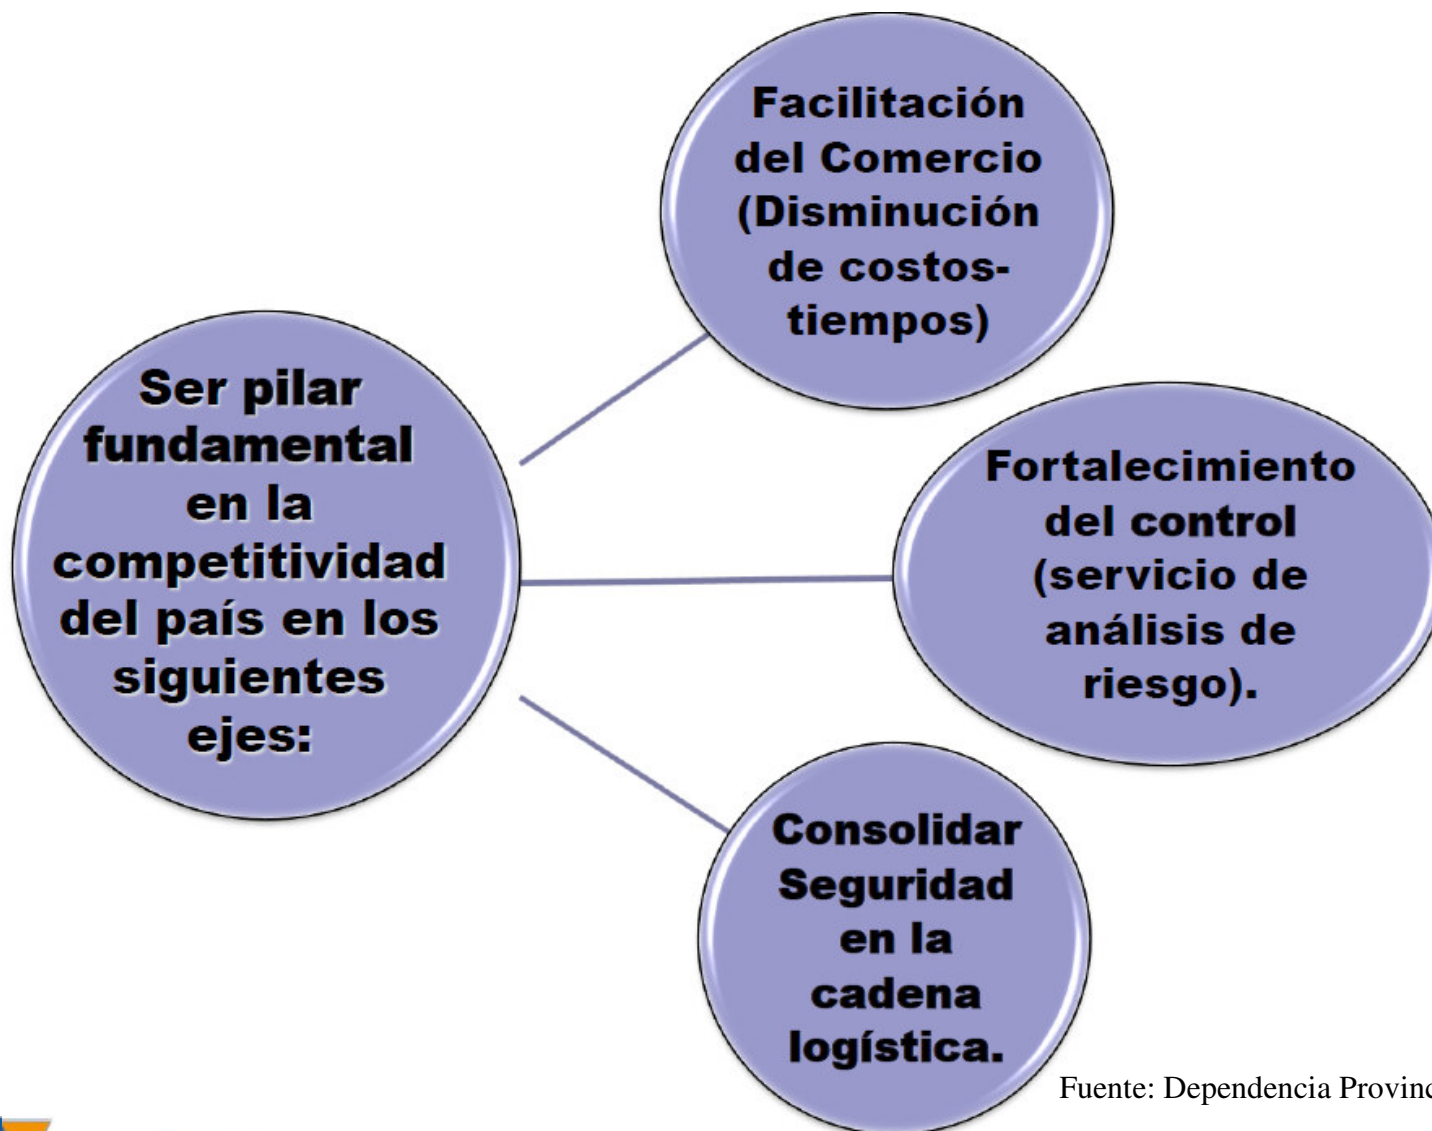 Facilitación
del Comercio
(Disminución
de costos-
tiempos)
Ser pilar
fundamental
en la
competitividad
del país en los
siguientes
ejes:
Fortalecimiento
del control
(servicio de
análisis de
riesgo).
Consolidar
Seguridad
en la
cadena
logística.
Fuente: Dependencia